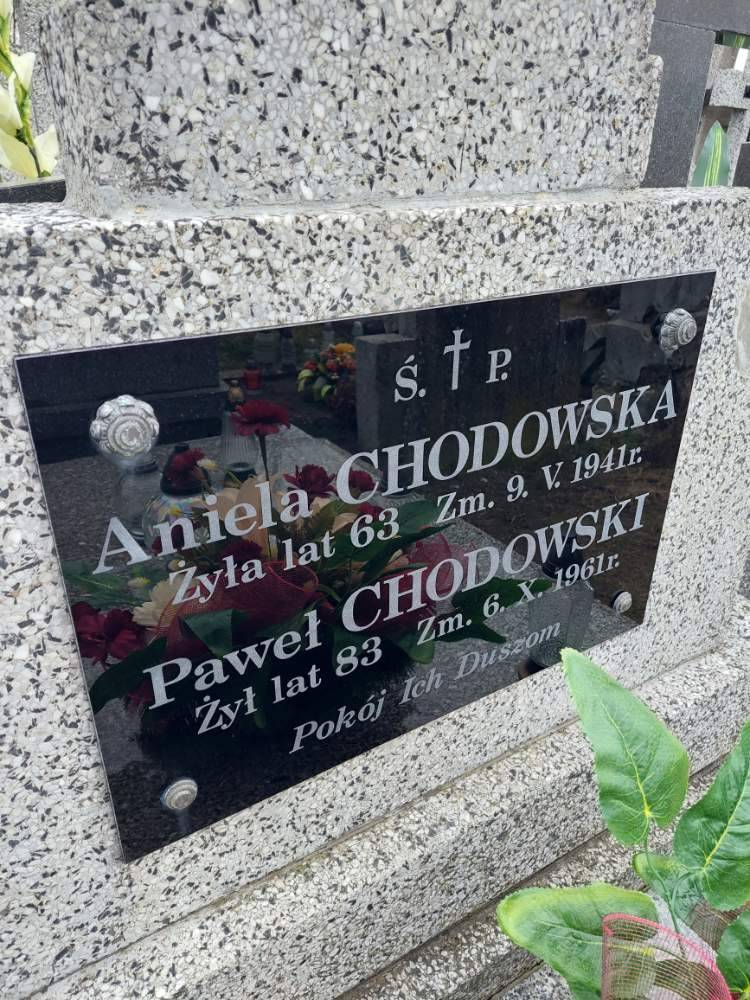 Ś. † P.
Aniela CHODOWSKA
Żyła lat 63 Zm. 9. V. 1941r.
Paweł CHODOWSKI
Żył lat 83 Zm. 6. X. 1961r.
Pokój Ich Duszom